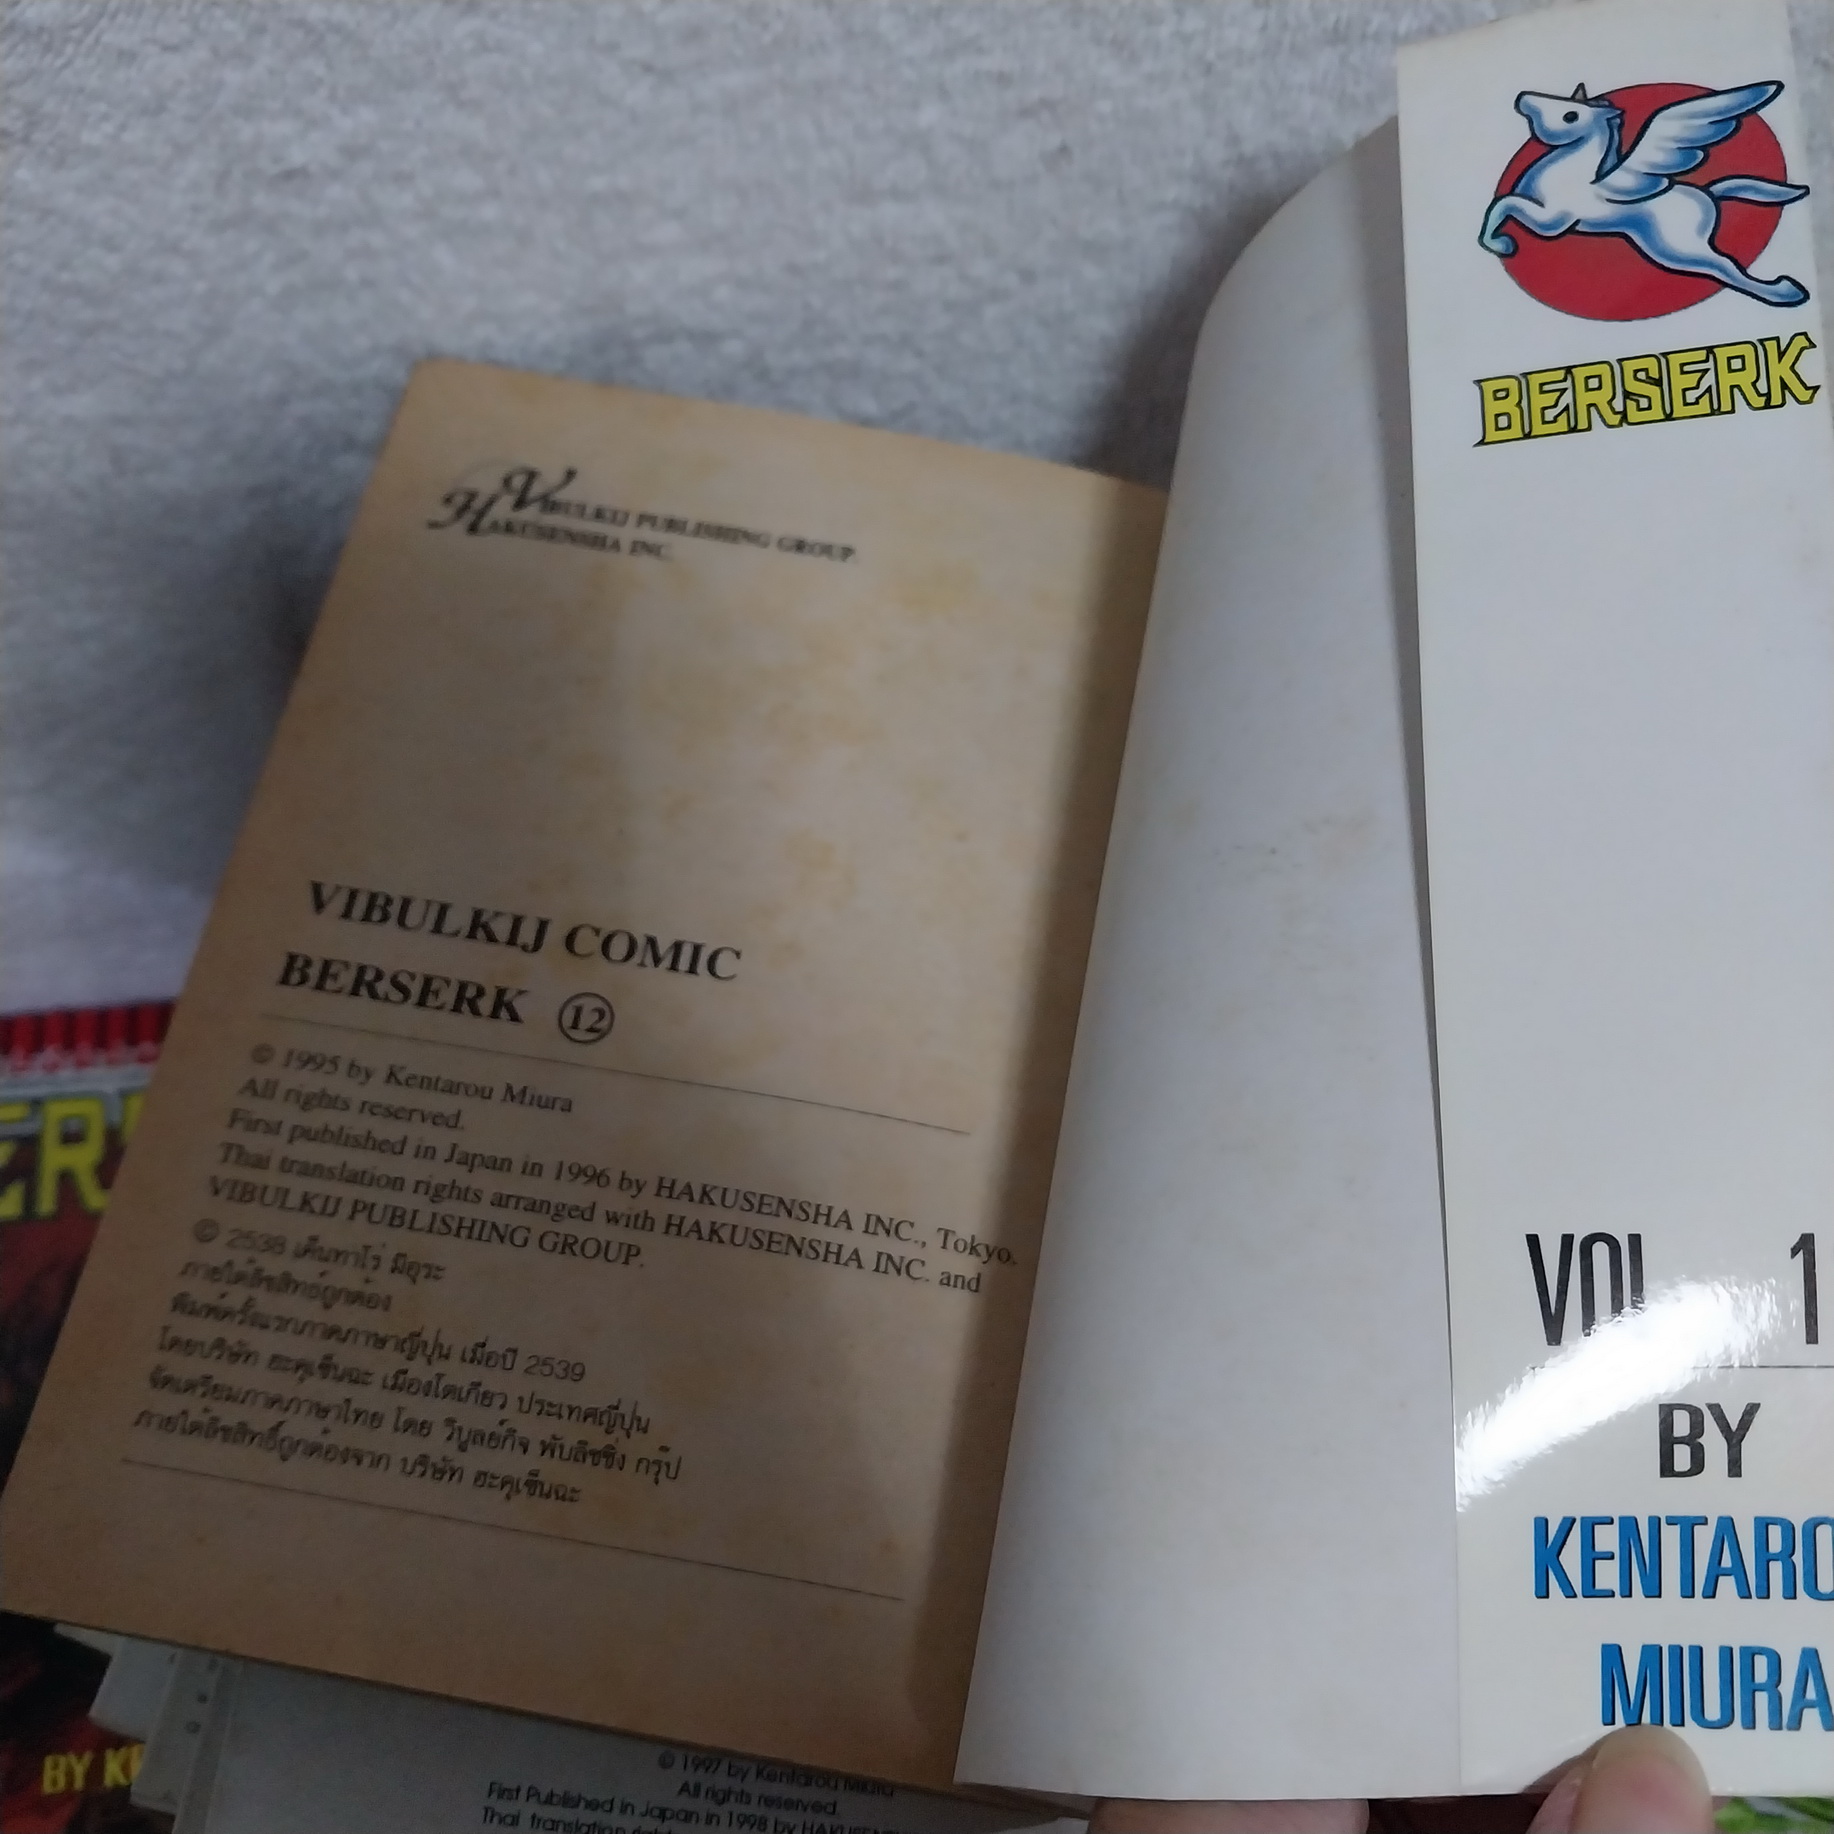 VIBULKIJ PUBLISHING GROUP.
HAKUSENSHA INC.
VIBULKIJ COMIC
BERSERK 12
© 1995 by Kentarou Miura
All rights reserved.
First published in Japan in 1996 by HAKUSENSHA INC., Tokyo.
Thai translation rights arranged with HAKUSENSHA INC. and
VIBULKIJ PUBLISHING GROUP.
© 2538 เค็นทาโร่ มิอุระ
ภายใต้ลิขสิทธิ์ถูกต้อง
พิมพ์ครั้งแรกภาคภาษาญี่ปุ่น เมื่อปี 2539
โดยบริษัท ฮะคุเซ็นฉะ เมืองโตเกียว ประเทศญี่ปุ่น
จัดเตรียมภาคภาษาไทย โดย วิบูลย์กิจ พับลิชชิ่ง กรุ๊ป
ภายใต้ลิขสิทธิ์ถูกต้องจาก บริษัท ฮะคุเซ็นฉะ
BERSERK
VOL 1
BY
KENTARO
MIURA
ER
BY KE
© 1997 by Kentarou Miura
All rights reserved.
First Published in Japan in 1998 by HAKUSEN
Thai translation